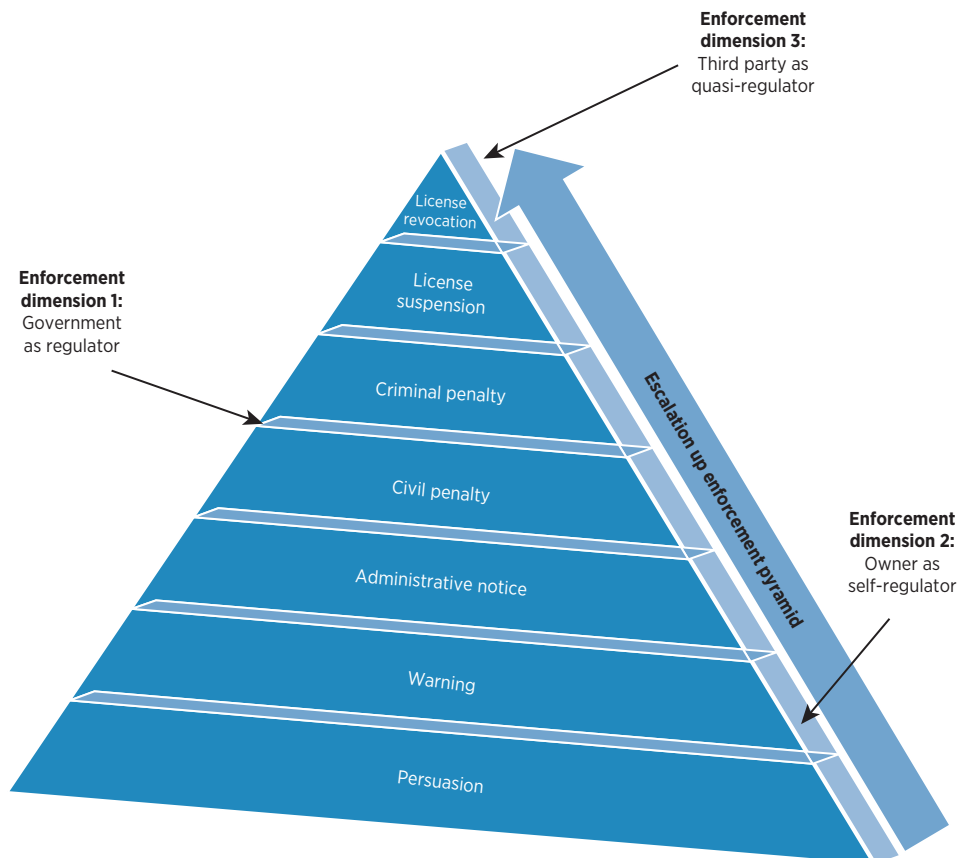 Enforcement
dimension 3:
Third party as
quasi-regulator
License
revocation
Enforcement
dimension 1:
Government
as regulator
License
suspension
Criminal penalty
Escalation up enforcement pyramid
Civil penalty
Enforcement
dimension 2:
Owner as
self-regulator
Administrative notice
Warning
Persuasion